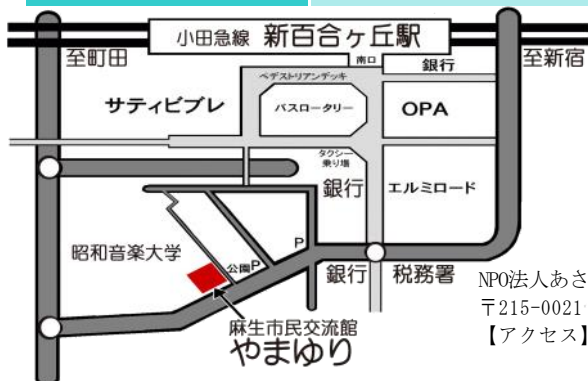 小田急線 新百合ヶ丘駅
至町田
至新宿
南口
銀行
ペデストリアンデッキ
サティビブレ
バスロータリー
OPA
タクシー
乗り場
銀行
エルミロード
昭和音楽大学
公園
P
P
銀行
税務署
麻生市民交流館
やまゆり
NPO法人あさ
〒215-0021
【アクセス】